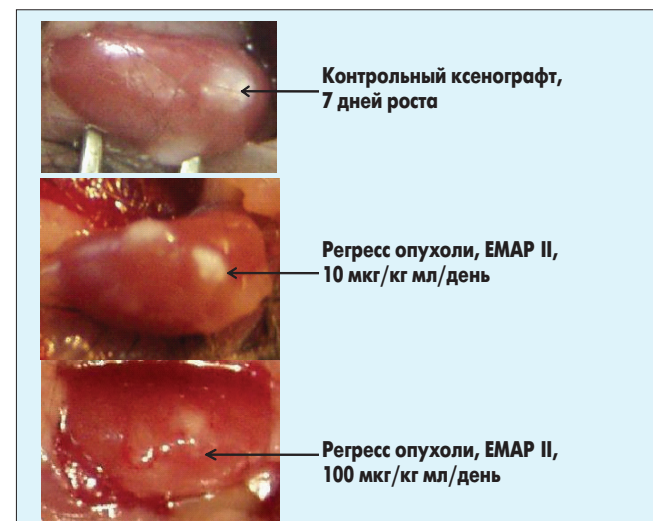 Контрольный ксенографт,
7 дней роста
Регресс опухоли, EMAP II,
10 мкг/кг мл/день
Регресс опухоли, EMAP II,
100 мкг/кг мл/день